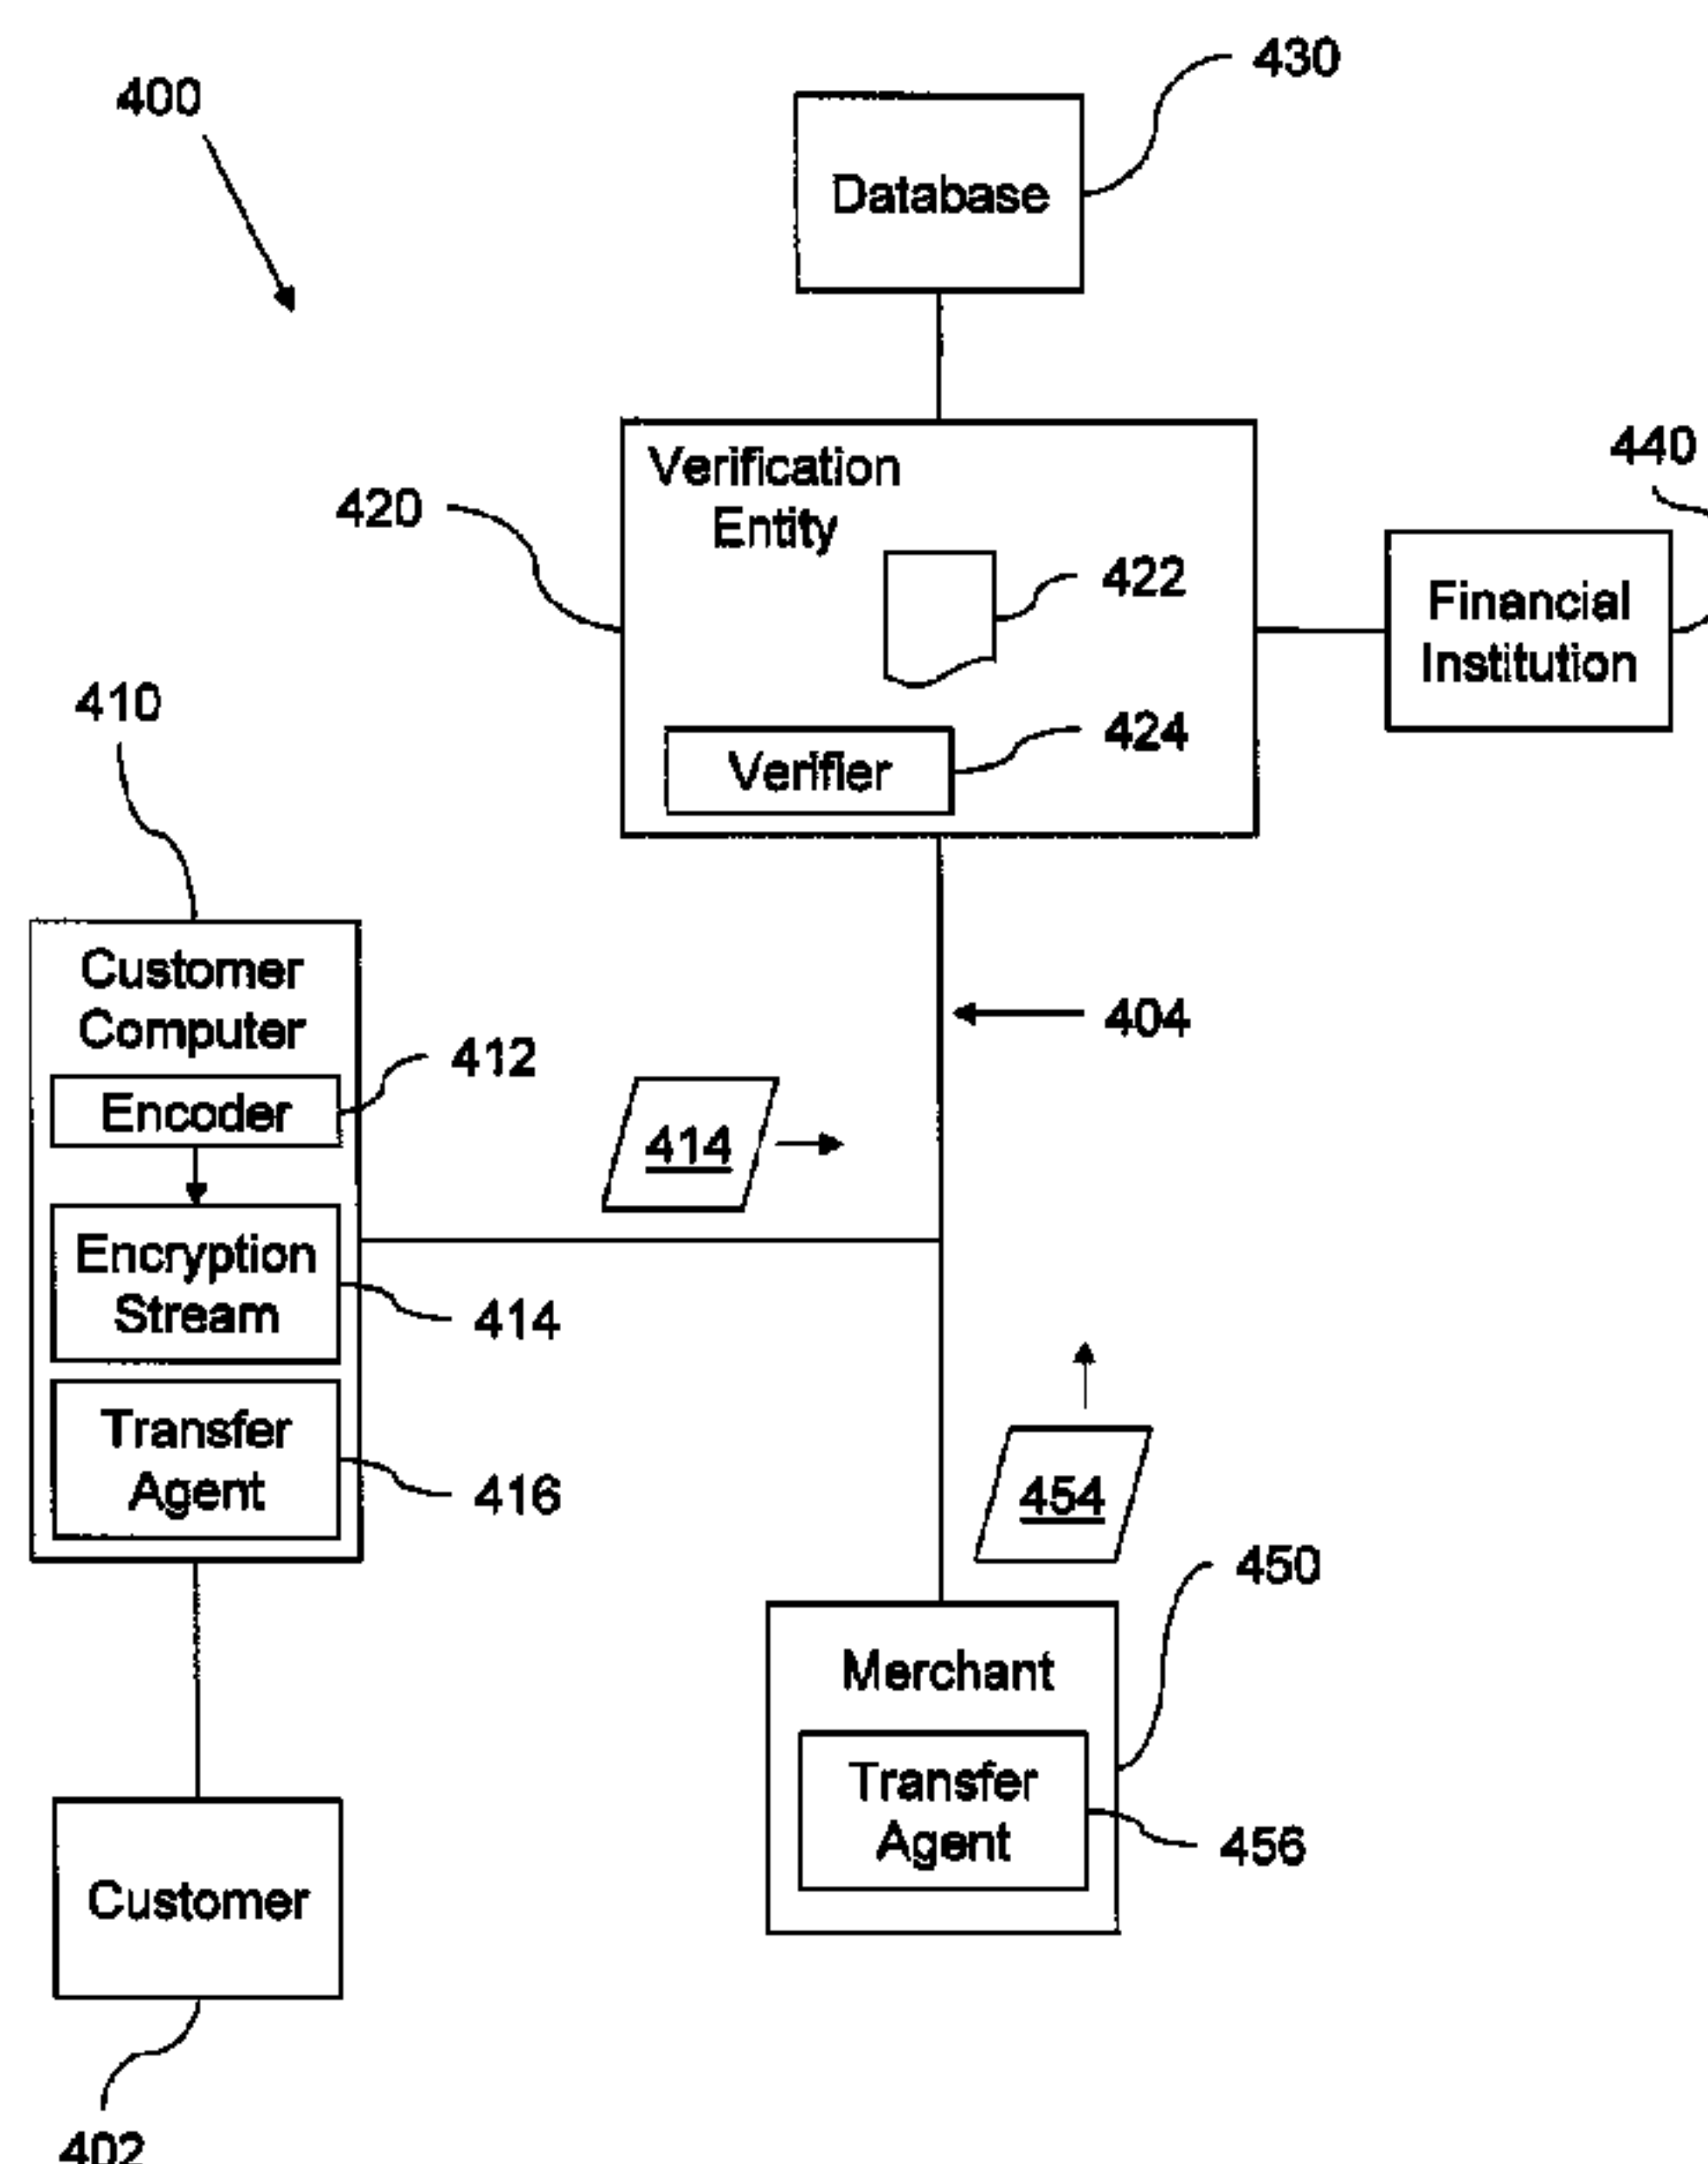 430
400
Database
440
Verification
Entity
420
422
Financial
Institution
424
Verifier
410
Customer
Computer
404
412
Encoder
414
Encryption
Stream
414
Transfer
Agent
416
454
450
Merchant
Transfer
Agent
456
Customer
402